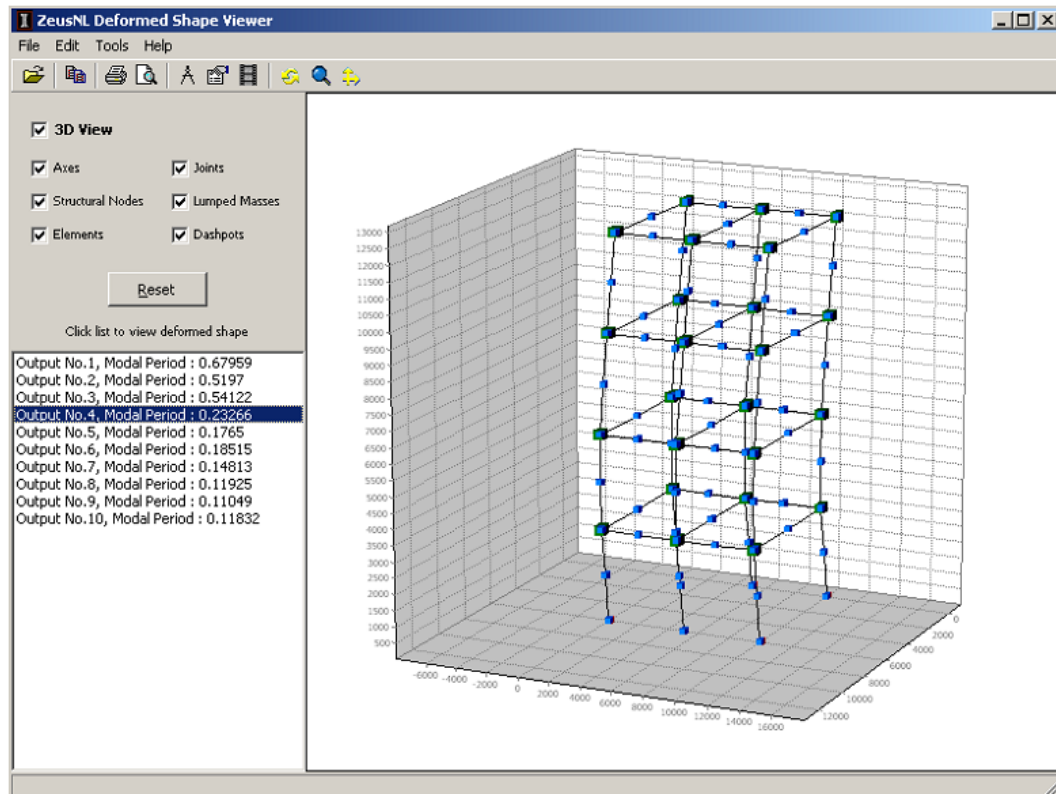 ZeusNL Deformed Shape Viewer
File Edit Tools Help
3D View
Axes Joints
Structural Nodes Lumped Masses
Elements Dashpots
Reset
Click list to view deformed shape
Output No.1, Modal Period : 0.67959
Output No.2, Modal Period : 0.5197
Output No.3, Modal Period : 0.54122
Output No.4, Modal Period : 0.23266
Output No.5, Modal Period : 0.1765
Output No.6, Modal Period : 0.18515
Output No.7, Modal Period : 0.14813
Output No.8, Modal Period : 0.11925
Output No.9, Modal Period : 0.11049
Output No.10, Modal Period : 0.11832
13000
12500
12000
11500
11000
10500
10000
9500
9000
8500
8000
7500
7000
6500
6000
5500
5000
4500
4000
3500
3000
2500
2000
1500
1000
500
-6000 -4000 -2000 0 2000 4000 6000 8000 10000 12000 14000 16000
0
2000
4000
6000
8000
10000
12000